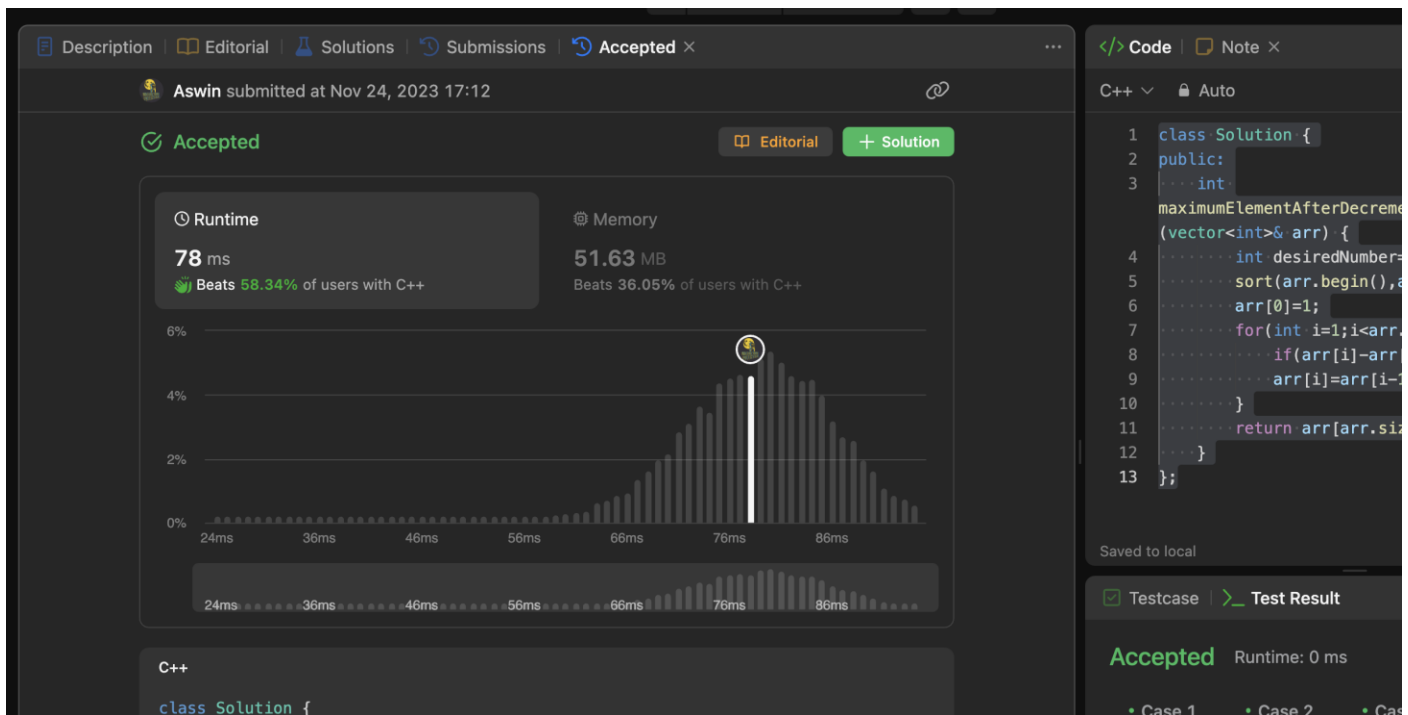 Description Editorial Solutions Submissions Accepted ×
Aswin submitted at Nov 24, 2023 17:12
Accepted
Editorial + Solution
Runtime
78 ms
Beats 58.34% of users with C++
Memory
51.63 MB
Beats 36.05% of users with C++
6%
4%
2%
0%
24ms 36ms 46ms 56ms 66ms 76ms 86ms
24ms 36ms 46ms 56ms 66ms 76ms 86ms
C++
class Solution {
</> Code Note ×
C++ Auto
1 class Solution {
2 public:
3 int
maximumElementAfterDecreme
(vector<int>& arr) {
4 int desiredNumber=
5 sort(arr.begin(),a
6 arr[0]=1;
7 for(int i=1;i<arr.
8 if(arr[i]-arr[
9 arr[i]=arr[i-1
10 }
11 return arr[arr.siz
12 }
13 };
Saved to local
Testcase >_ Test Result
Accepted Runtime: 0 ms
• Case 1 • Case 2 • Cas